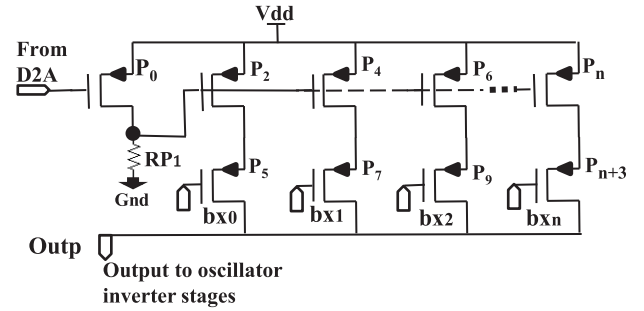 Vdd
From
D2A
P0
P2
P4
P6
Pn
RP1
Gnd
P5
P7
P9
Pn+3
bx0
bx1
bx2
bxn
Outp
Output to oscillator
inverter stages